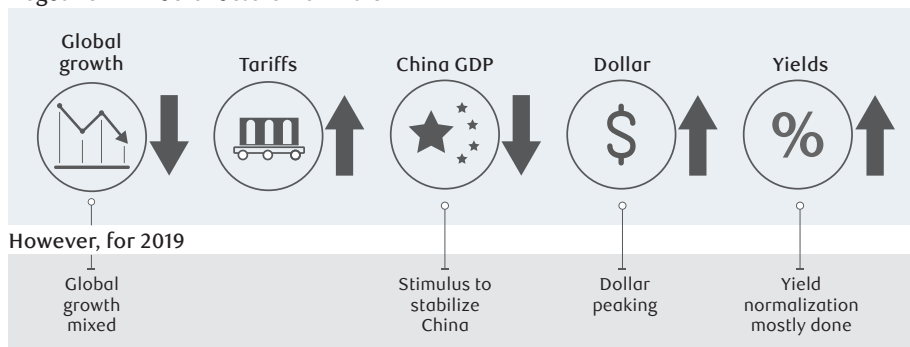 Global
growth
Tariffs
China GDP
Dollar
Yields
$
%
However, for 2019
Global
growth
mixed
Stimulus to
stabilize
China
Dollar
peaking
Yield
normalization
mostly done